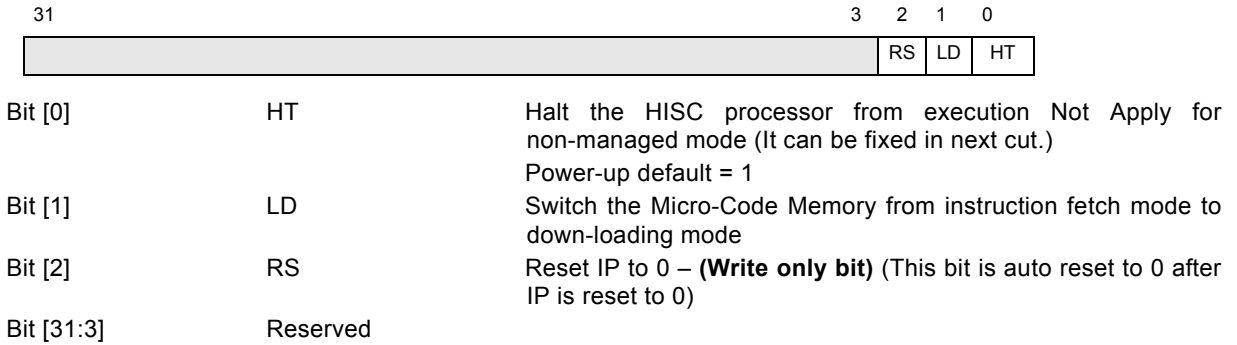 31 3 2 1 0
RS LD HT
Bit [0] HT Halt the HISC processor from execution Not Apply for
non-managed mode (It can be fixed in next cut.)
Power-up default = 1
Bit [1] LD Switch the Micro-Code Memory from instruction fetch mode to
down-loading mode
Bit [2] RS Reset IP to 0 – (Write only bit) (This bit is auto reset to 0 after
IP is reset to 0)
Bit [31:3] Reserved